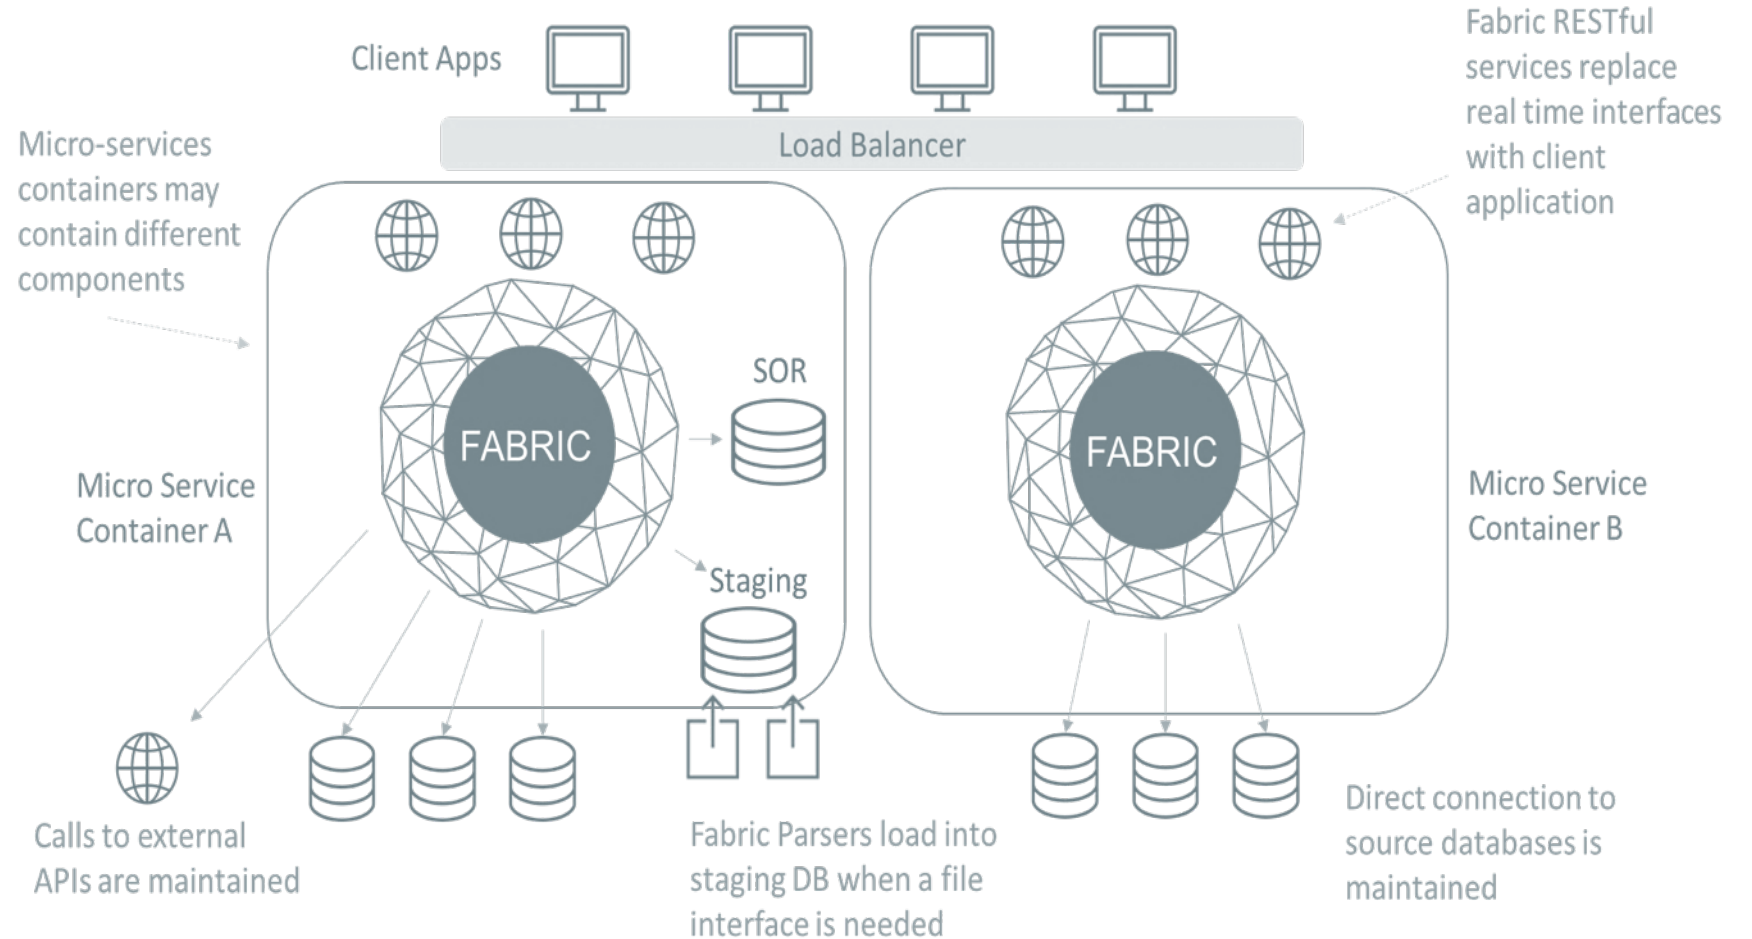 Client Apps
Fabric RESTful
services replace
real time interfaces
with client
application
Load Balancer
Micro-services
containers may
contain different
components
SOR
FABRIC
FABRIC
Micro Service
Container A
Micro Service
Container B
Staging
Calls to external
APIs are maintained
Fabric Parsers load into
staging DB when a file
interface is needed
Direct connection to
source databases is
maintained